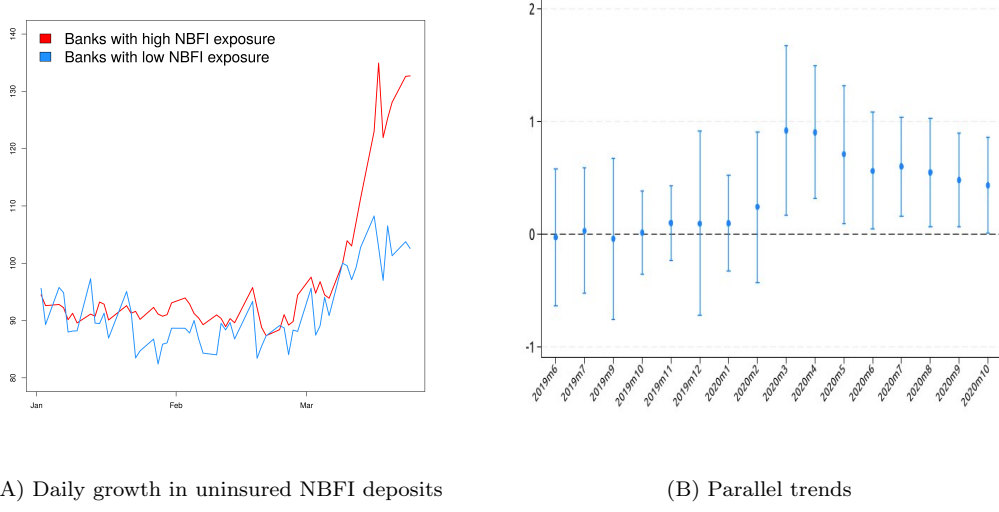 Banks with high NBFI exposure
Banks with low NBFI exposure
140
130
120
110
100
90
80
Jan Feb Mar
2
1
0
-1
2019m6 2019m7 2019m9 2019m10 2019m11 2019m12 2020m1 2020m2 2020m3 2020m4 2020m5 2020m6 2020m7 2020m8 2020m9 2020m10
A) Daily growth in uninsured NBFI deposits
(B) Parallel trends